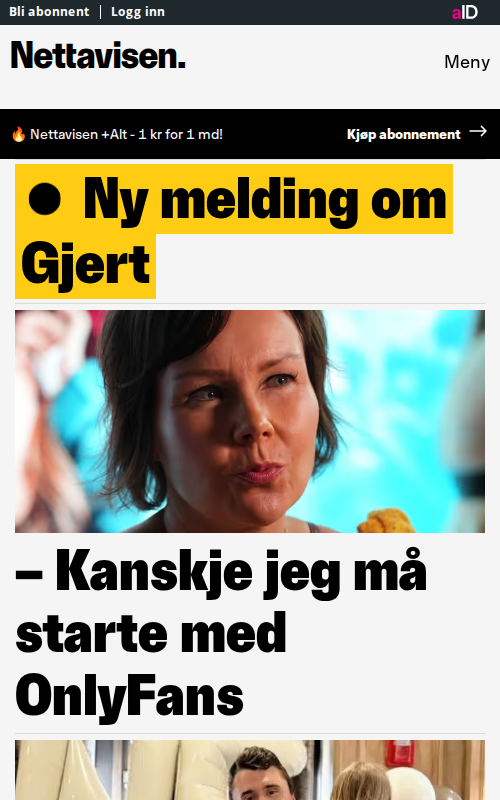 Bli abonnent | Logg inn
aID
Nettavisen.
Meny
🔥 Nettavisen +Alt - 1 kr for 1 md!
Kjøp abonnement →
● Ny melding om
Gjert
– Kanskje jeg må
starte med
OnlyFans